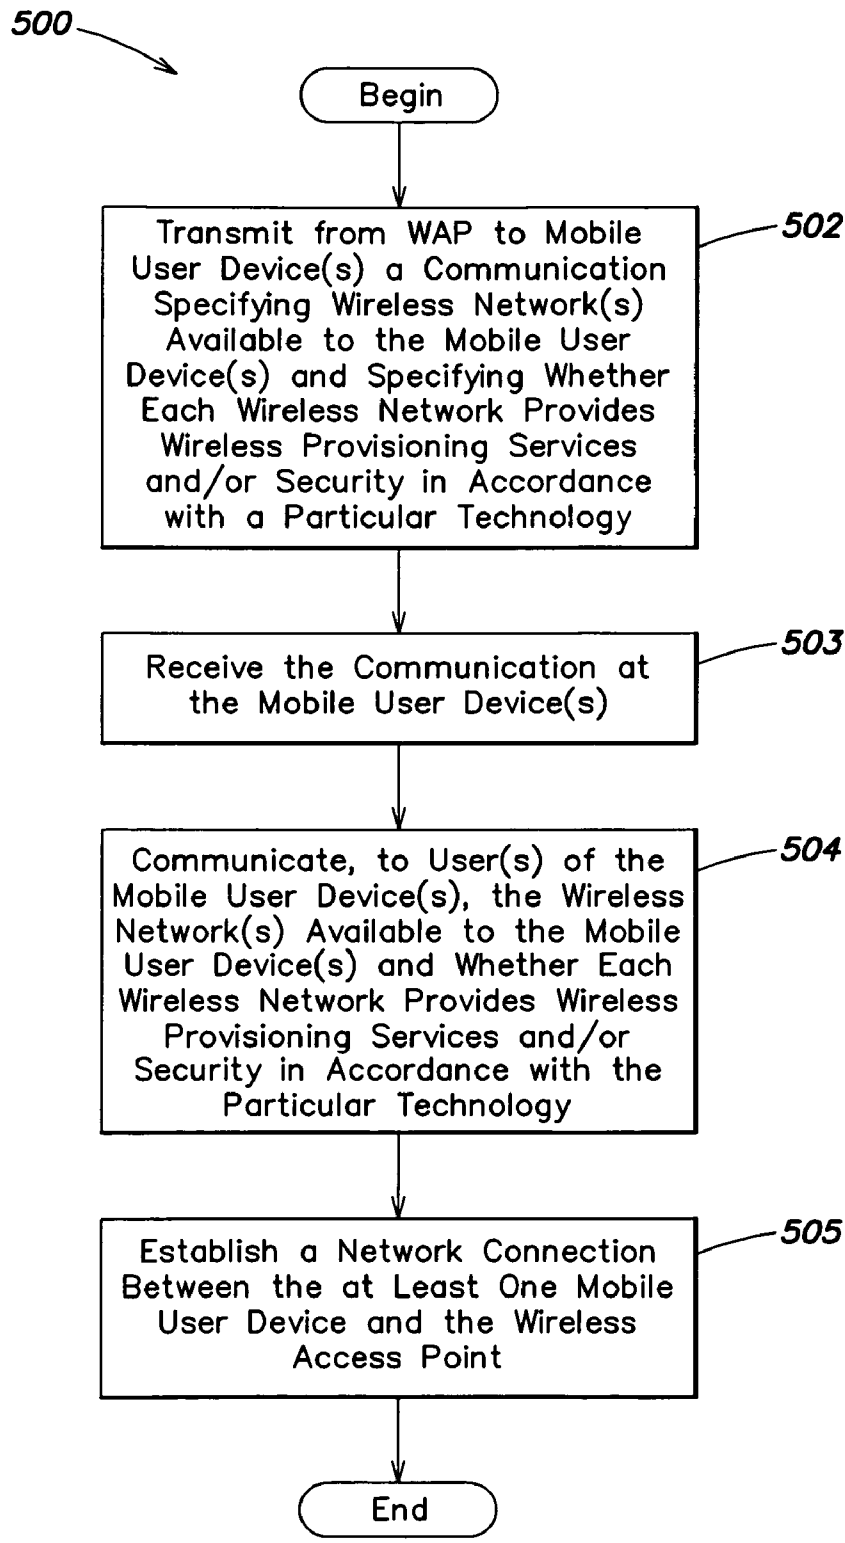 500
Begin
502
Transmit from WAP to Mobile
User Device(s) a Communication
Specifying Wireless Network(s)
Available to the Mobile User
Device(s) and Specifying Whether
Each Wireless Network Provides
Wireless Provisioning Services
and/or Security in Accordance
with a Particular Technology
503
Receive the Communication at
the Mobile User Device(s)
504
Communicate, to User(s) of the
Mobile User Device(s), the Wireless
Network(s) Available to the Mobile
User Device(s) and Whether Each
Wireless Network Provides Wireless
Provisioning Services and/or
Security in Accordance with the
Particular Technology
505
Establish a Network Connection
Between the at Least One Mobile
User Device and the Wireless
Access Point
End